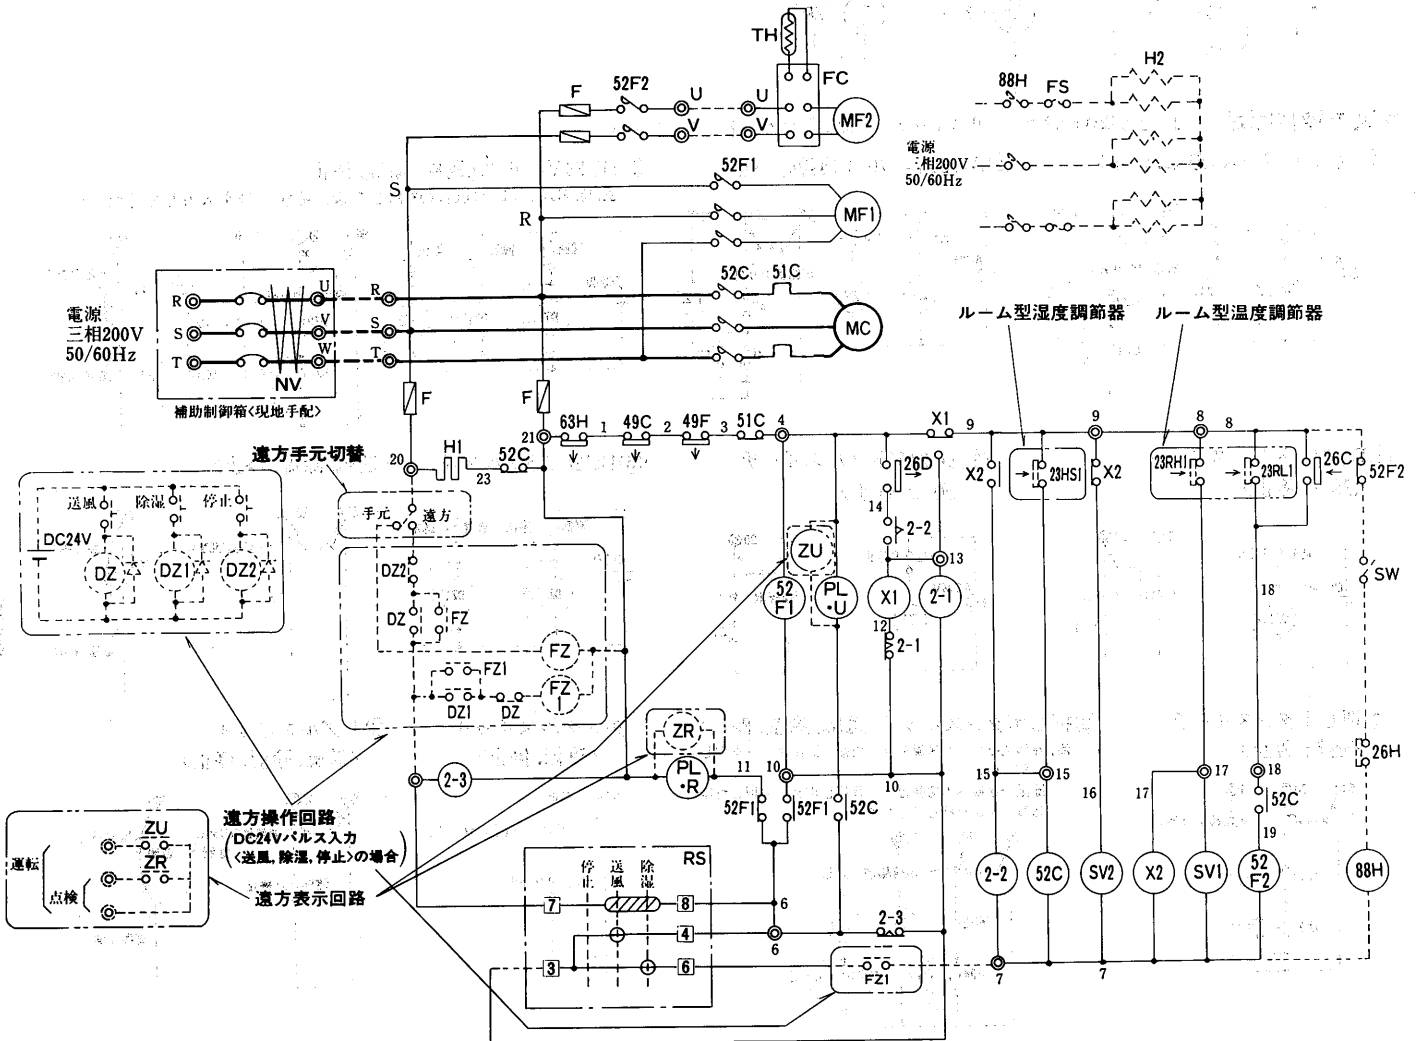 TH
FC
F
52F2
U
U
V
V
MF2
88H
FS
H2
電源
三相200V
50/60Hz
S
52F1
R
MF1
52C
51C
MC
電源
三相200V
50/60Hz
R
S
T
U
V
W
R
S
T
NV
補助制御箱<現地手配>
F
F
ルーム型湿度調節器
ルーム型温度調節器
遠方手元切替
21
63H
1
49C
2
49F
3
51C
4
X1
9
9
8
8
20
H1
23
52C
手元
遠方
26D
14
2-2
13
X2
23HS1
X2
23RH1
23RL1
26C
52F2
送風
除湿
停止
DC24V
DZ
DZ1
DZ2
DZ2
DZ
FZ
FZ
FZ1
FZ
1
DZ1
DZ
ZU
52
F1
PL
・U
X1
2-1
12
2-1
SW
18
26H
ZR
PL
・R
2-3
11
10
10
52F1
52F1
52C
15
15
16
17
17
18
52C
19
遠方操作回路
DC24Vパルス入力
<送風,除湿,停止>の場合
運転
点検
ZU
ZR
遠方表示回路
RS
停止
送風
除湿
7
8
4
3
6
6
6
2-3
FZ1
7
7
2-2
52C
SV2
X2
SV1
52
F2
88H